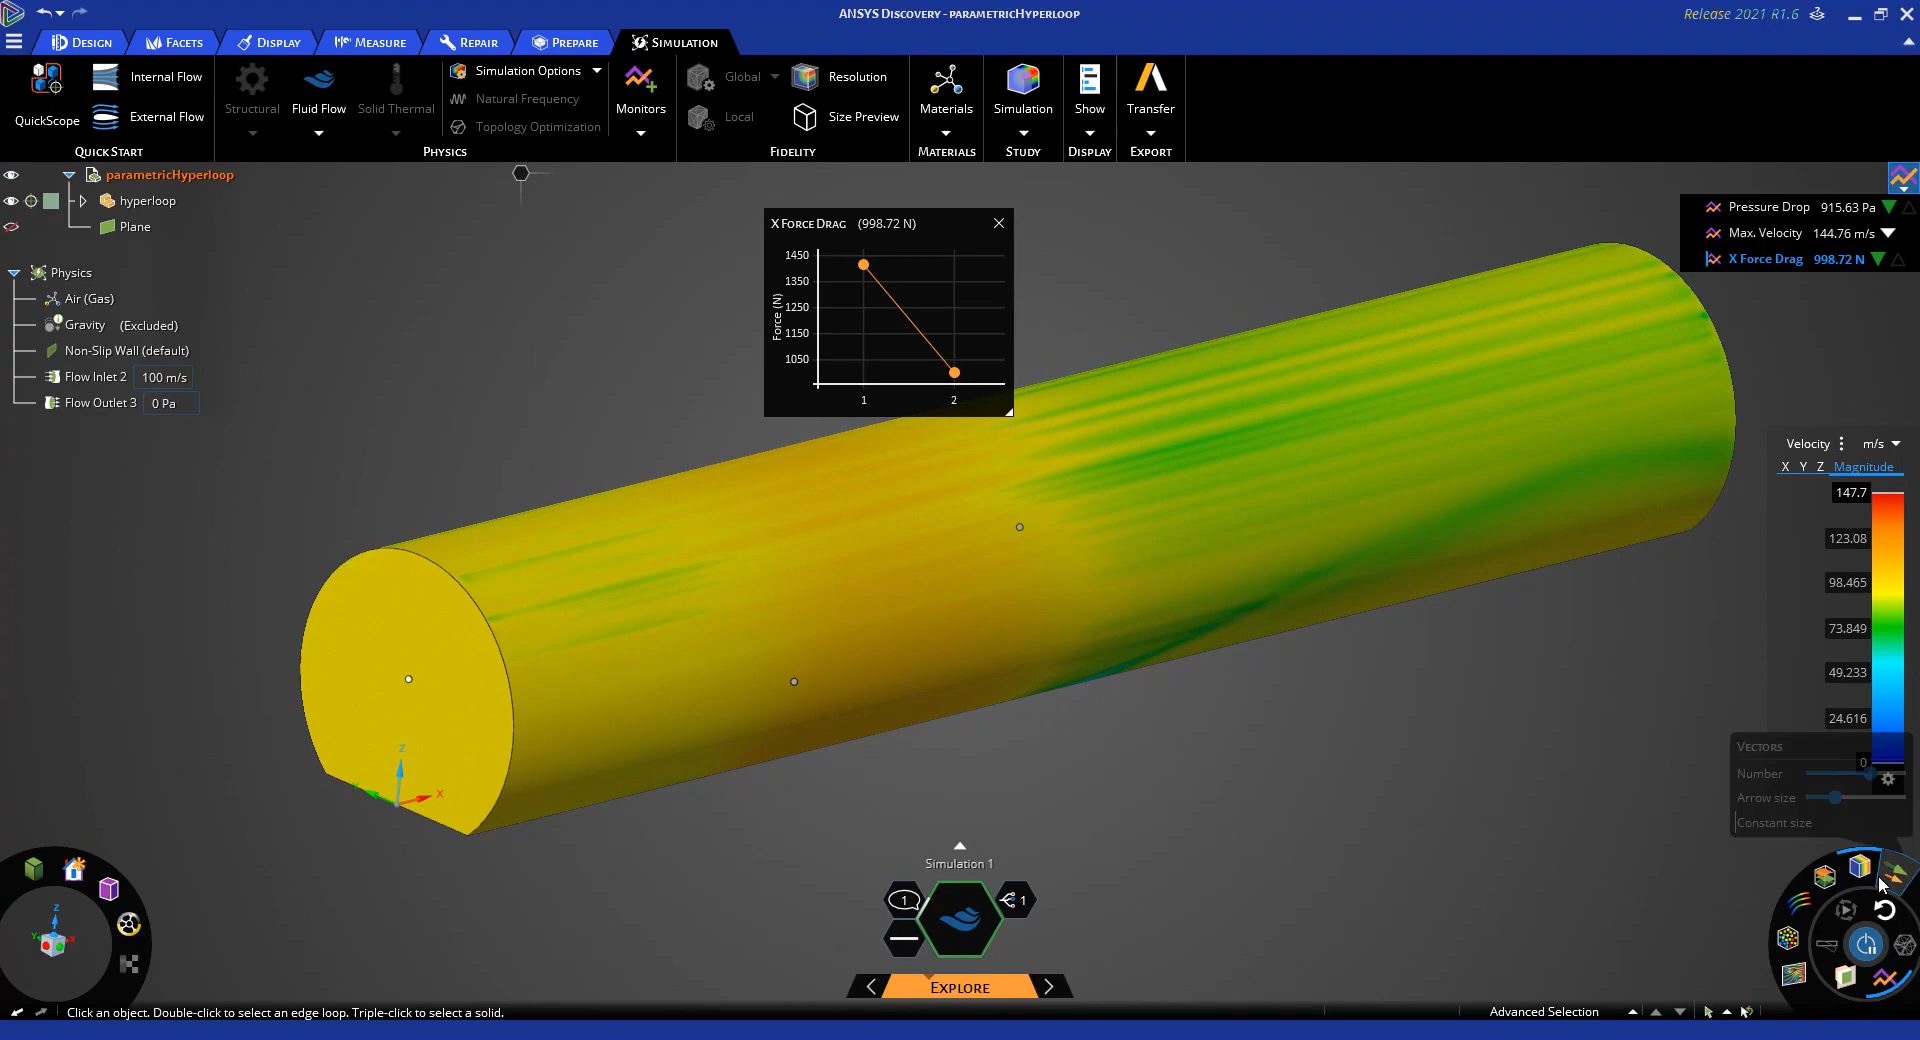 ANSYS Discovery - parametricHyperloop
Release 2021 R1.6
Design
Facets
Display
Measure
Repair
Prepare
Simulation
QuickScope
Internal Flow
External Flow
Quick Start
Structural
Fluid Flow
Solid Thermal
Simulation Options
Natural Frequency
Topology Optimization
Physics
Monitors
Global
Local
Resolution
Size Preview
Fidelity
Materials
Materials
Simulation
Study
Show
Display
Transfer
Export
parametricHyperloop
hyperloop
Plane
Physics
Air (Gas)
Gravity (Excluded)
Non-Slip Wall (default)
Flow Inlet 2 100 m/s
Flow Outlet 3 0 Pa
X Force Drag (998.72 N)
1450
1350
1250
1150
1050
Force (N)
1 2
Pressure Drop 915.63 Pa
Max. Velocity 144.76 m/s
X Force Drag 998.72 N
Velocity m/s
X Y Z Magnitude
147.7
123.08
98.465
73.849
49.233
24.616
0
Vectors
Number
Arrow size
Constant size
Z
X
Y
Z
Y
X
Simulation 1
1
1
Explore
Click an object. Double-click to select an edge loop. Triple-click to select a solid.
Advanced Selection